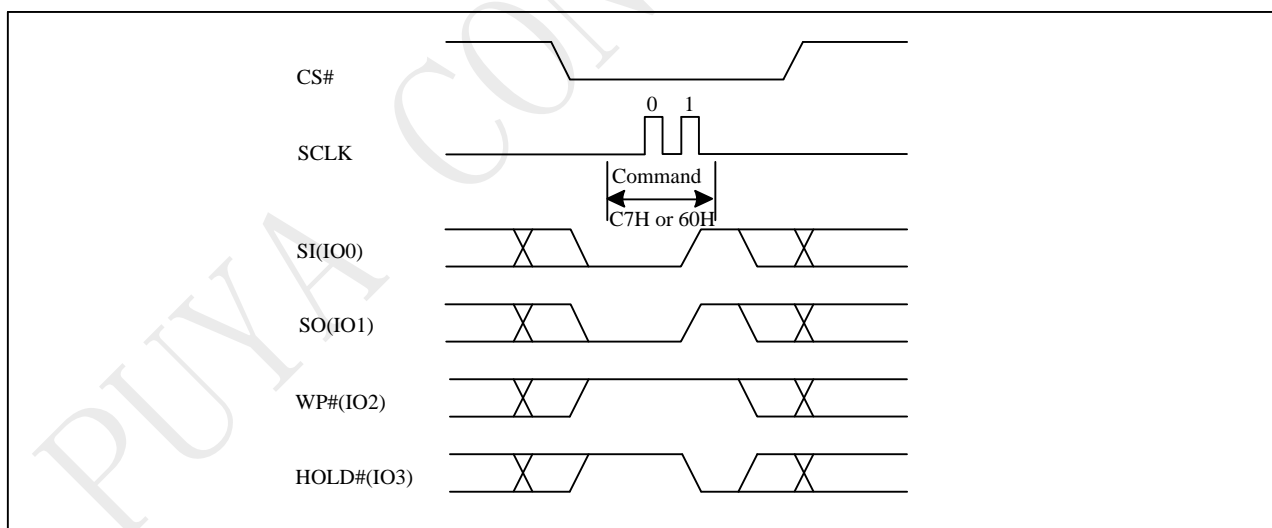 PUYA CON
CS#
0 1
SCLK
Command
C7H or 60H
SI(IO0)
SO(IO1)
WP#(IO2)
HOLD#(IO3)